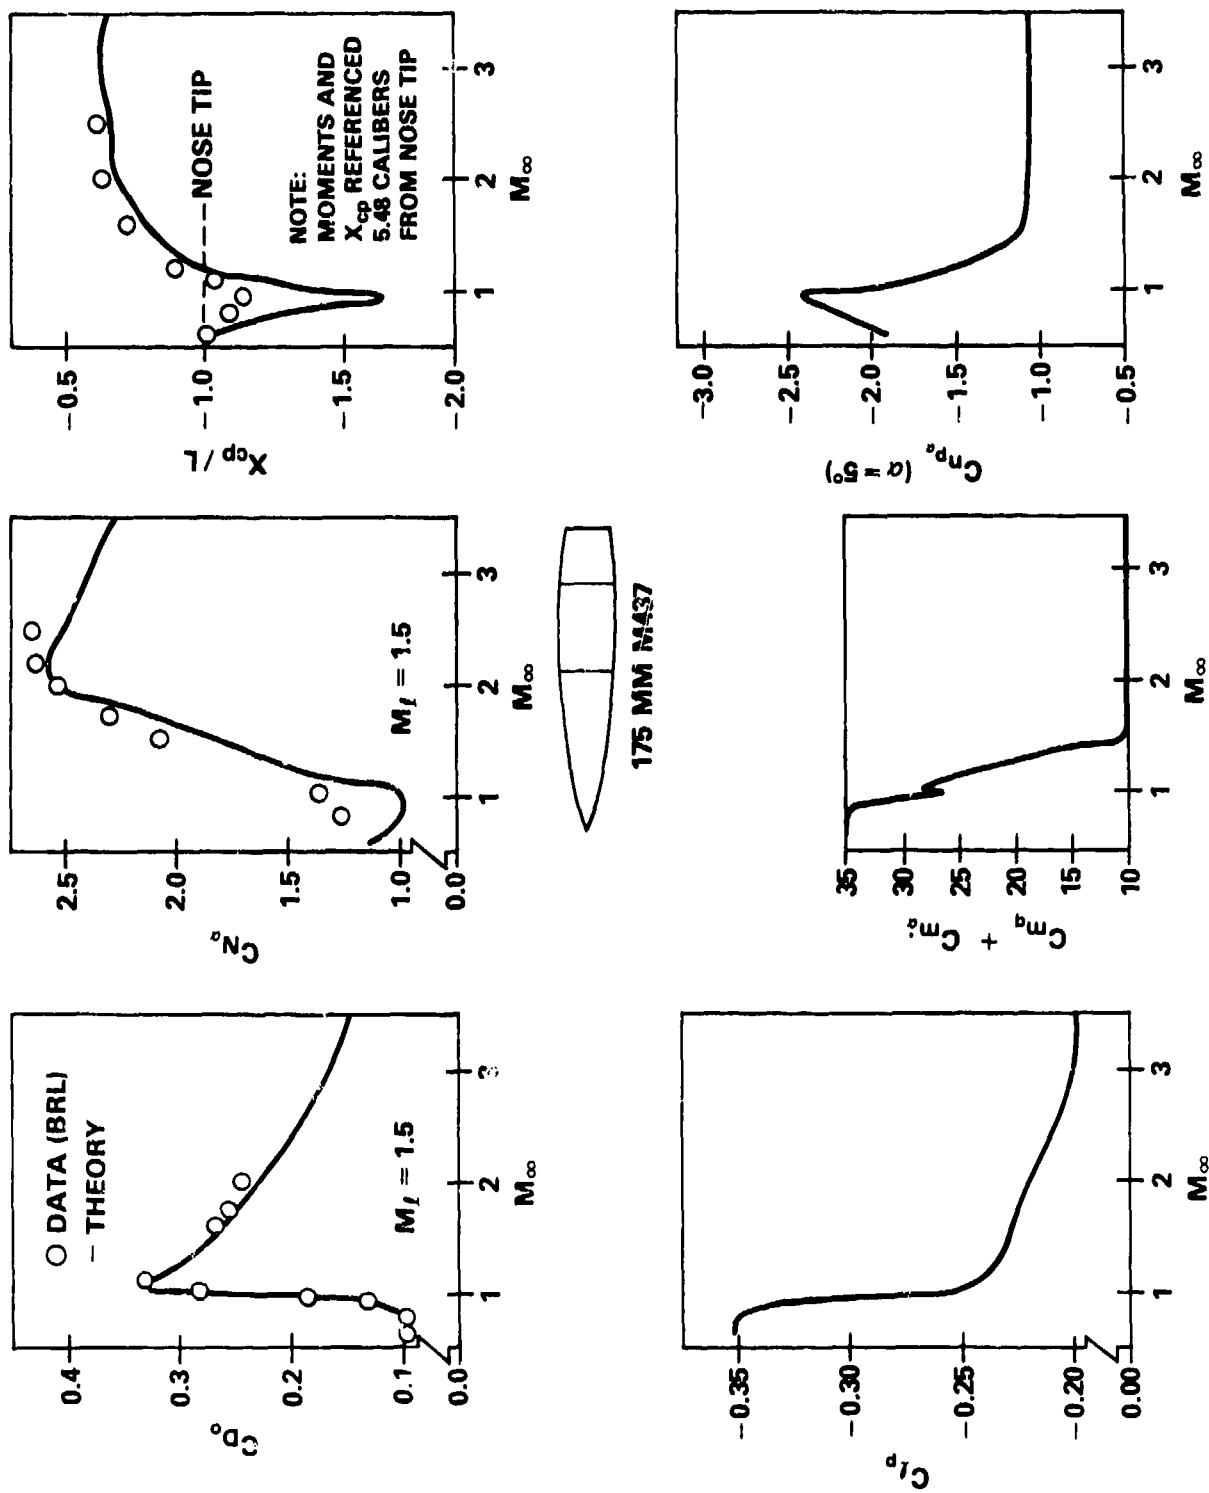 C_D₀
0.4
0.3
0.2
0.1
0.0
○ DATA (BRL)
— THEORY
M_ℓ = 1.5
1
2
3
M∞
C_Nα
2.5
2.0
1.5
1.0
0.0
M_ℓ = 1.5
1
2
3
M∞
X_cp / L
−0.5
−1.0
−1.5
−2.0
NOSE TIP
NOTE:
MOMENTS AND
X_cp REFERENCED
5.48 CALIBERS
FROM NOSE TIP
1
2
3
M∞
175 MM M437
C_ℓp
−0.35
−0.30
−0.25
−0.20
0.00
1
2
3
M∞
C_mq + C_mα̇
35
30
25
20
15
10
1
2
3
M∞
C_npα
(α = 5°)
−3.0
−2.5
−2.0
−1.5
−1.0
−0.5
1
2
3
M∞